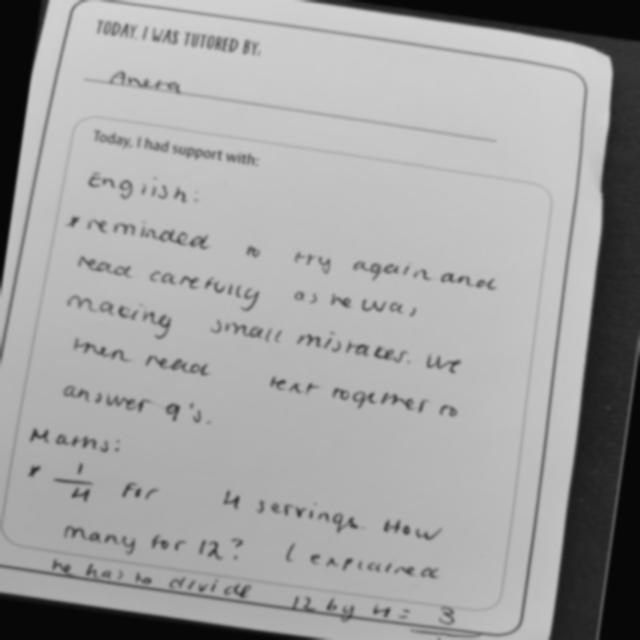 TODAY, I WAS TUTORED BY:
Anera
Today, I had support with:
English:
* reminded to try again and
read carefully as he was
making small mistakes. We
then read text together to
answer q's.
Maths:
* 1/4 for 4 servings. How
many for 12? I explained
he has to divide 12 by 4 = 3